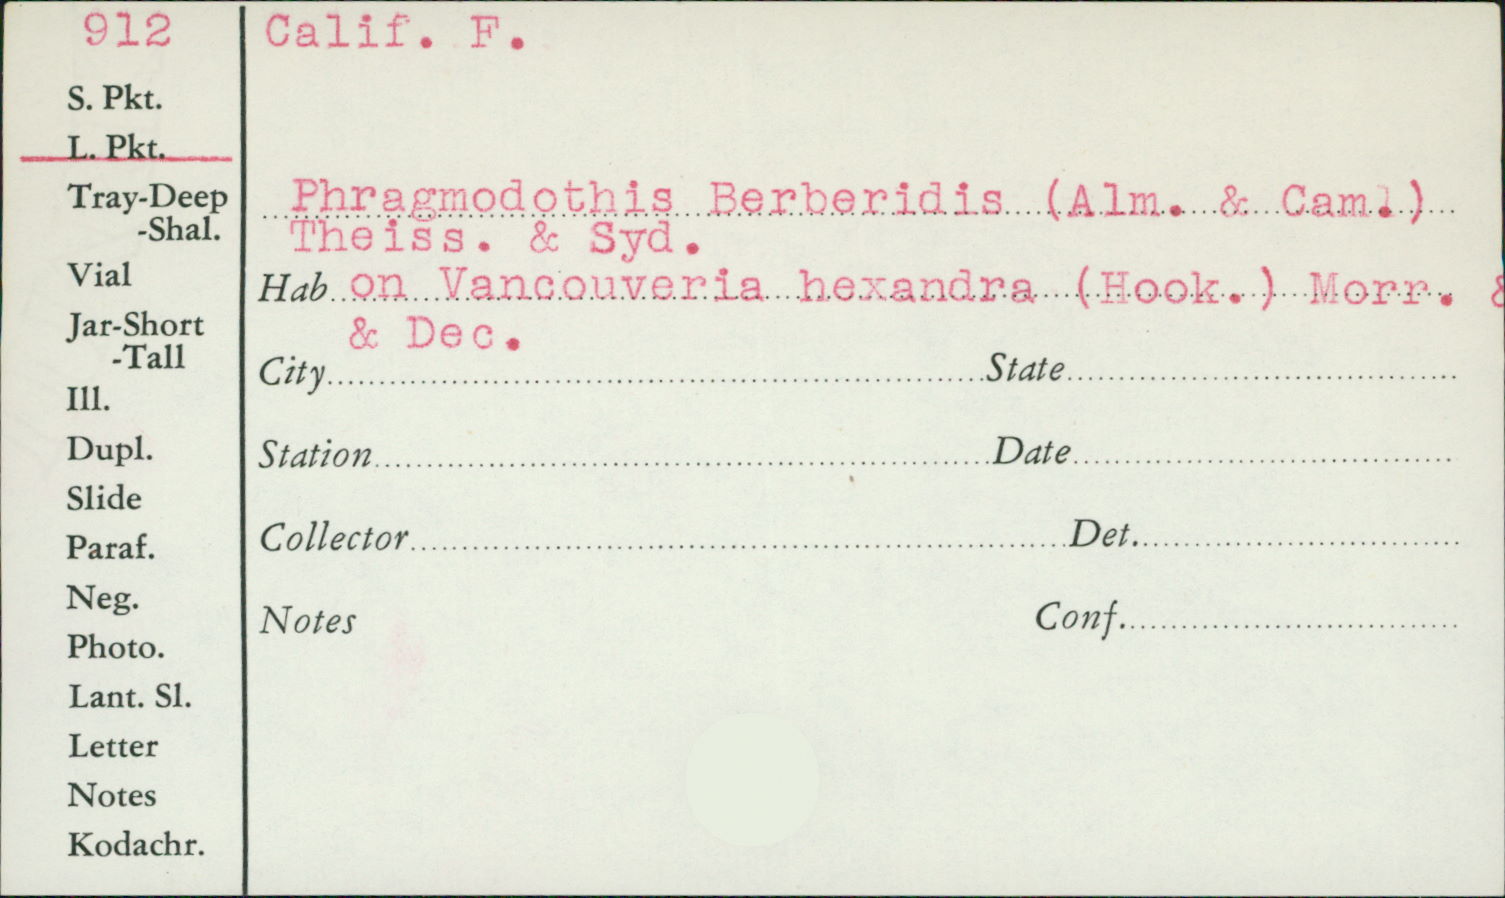 912
Calif. F.
S. Pkt.
L. Pkt.
Tray-Deep
-Shal.
Vial
Jar-Short
-Tall
Ill.
Dupl.
Slide
Paraf.
Neg.
Photo.
Lant. Sl.
Letter
Notes
Kodachr.
Phragmodothis Berberidis (Alm. & Cam.)
Theiss. & Syd.
Hab on Vancouveria hexandra (Hook.) Morr. &
& Dec.
City State
Station Date
Collector Det.
Notes Conf.